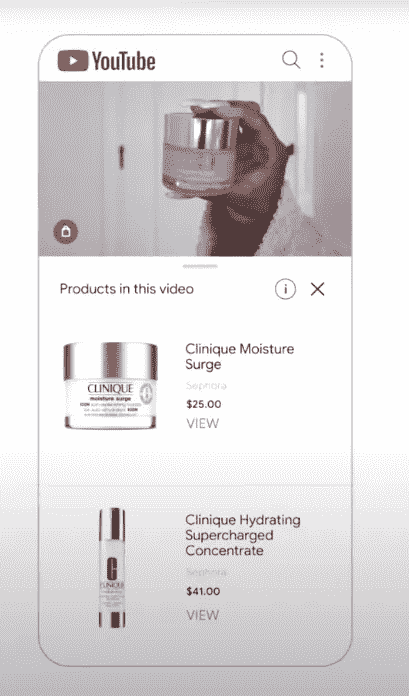 YouTube
Products in this video
CLINIQUE
moisture surge
Clinique Moisture
Surge
Sephora
$25.00
VIEW
CLINIQUE
Clinique Hydrating
Supercharged
Concentrate
Sephora
$41.00
VIEW